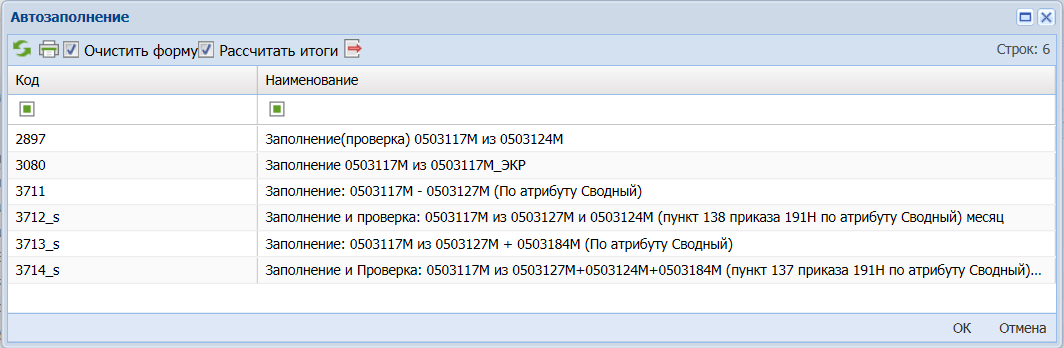 Автозаполнение
Очистить форму Рассчитать итоги Строк: 6
Код Наименование
2897 Заполнение(проверка) 0503117М из 0503124М
3080 Заполнение 0503117М из 0503117М_ЭКР
3711 Заполнение: 0503117М - 0503127М (По атрибуту Сводный)
3712_s Заполнение и проверка: 0503117М из 0503127М и 0503124М (пункт 138 приказа 191Н по атрибуту Сводный) месяц
3713_s Заполнение: 0503117М из 0503127М + 0503184М (По атрибуту Сводный)
3714_s Заполнение и Проверка: 0503117М из 0503127М+0503124М+0503184М (пункт 137 приказа 191Н по атрибуту Сводный)...
ОК Отмена